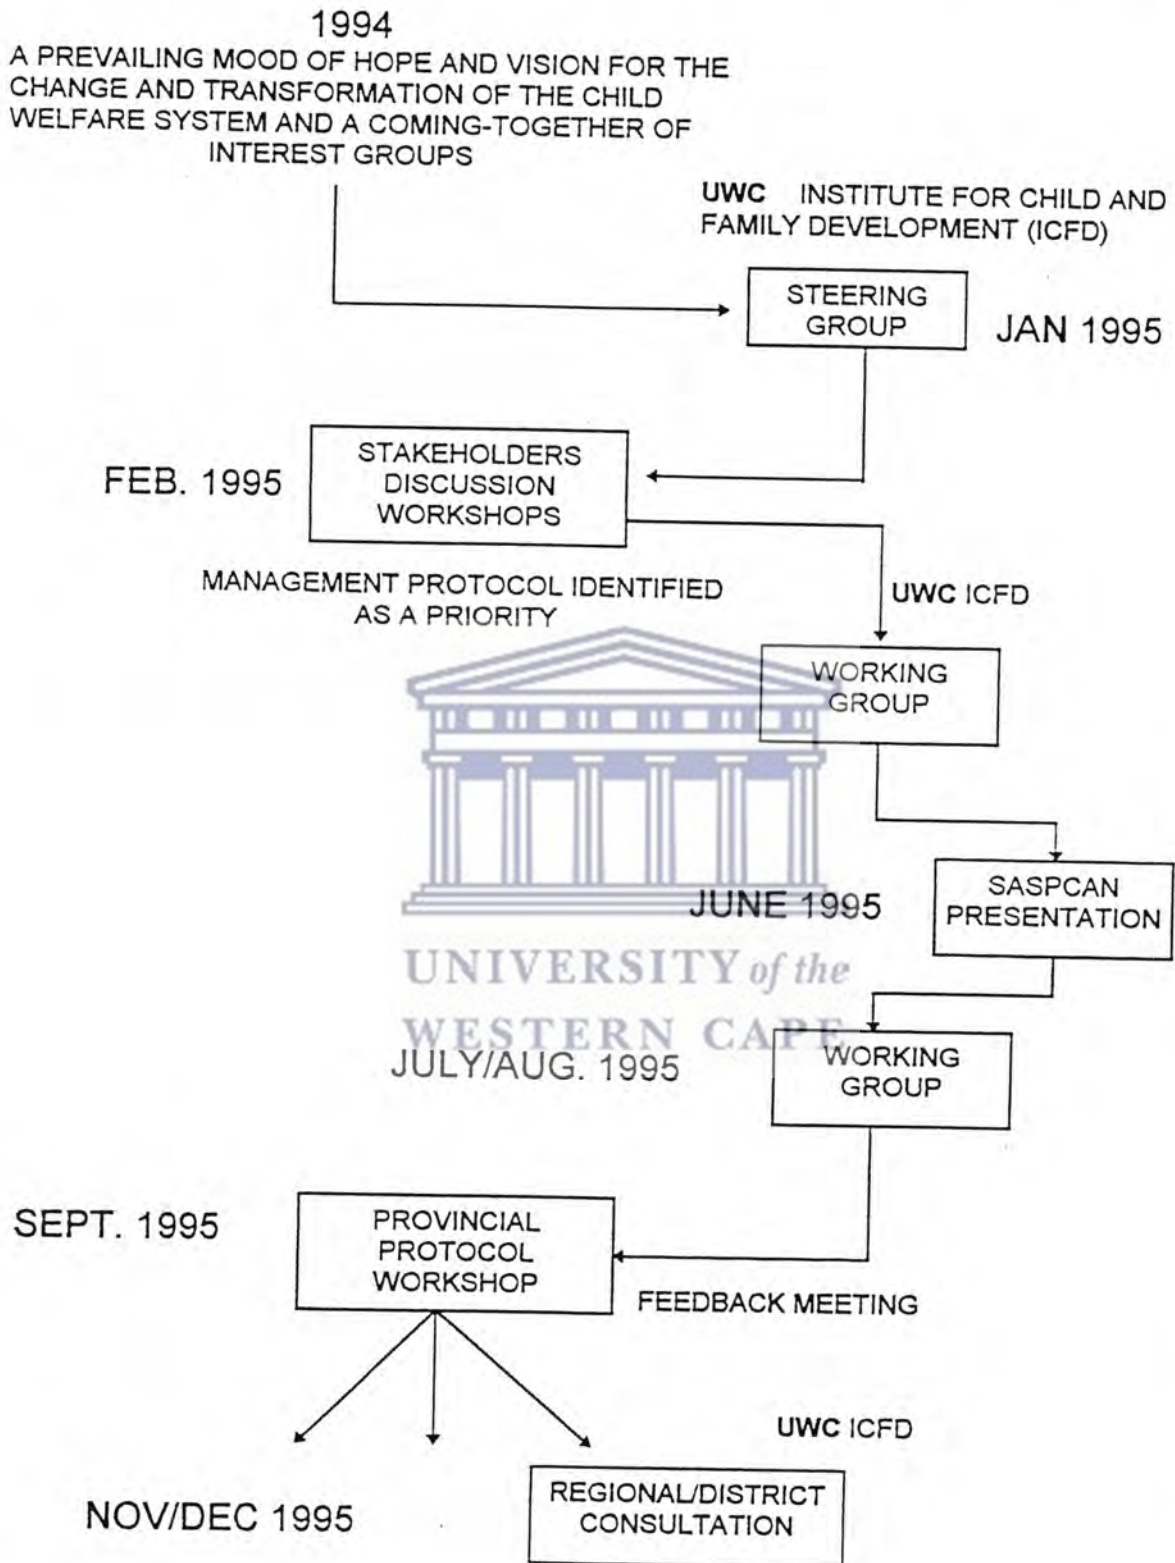 1994
A PREVAILING MOOD OF HOPE AND VISION FOR THE
CHANGE AND TRANSFORMATION OF THE CHILD
WELFARE SYSTEM AND A COMING-TOGETHER OF
INTEREST GROUPS
UWC INSTITUTE FOR CHILD AND
FAMILY DEVELOPMENT (ICFD)
STEERING
GROUP
JAN 1995
FEB. 1995
STAKEHOLDERS
DISCUSSION
WORKSHOPS
MANAGEMENT PROTOCOL IDENTIFIED
AS A PRIORITY
UWC ICFD
WORKING
GROUP
JUNE 1995
SASPCAN
PRESENTATION
UNIVERSITY of the
WESTERN CAPE
JULY/AUG. 1995
WORKING
GROUP
SEPT. 1995
PROVINCIAL
PROTOCOL
WORKSHOP
FEEDBACK MEETING
UWC ICFD
NOV/DEC 1995
REGIONAL/DISTRICT
CONSULTATION